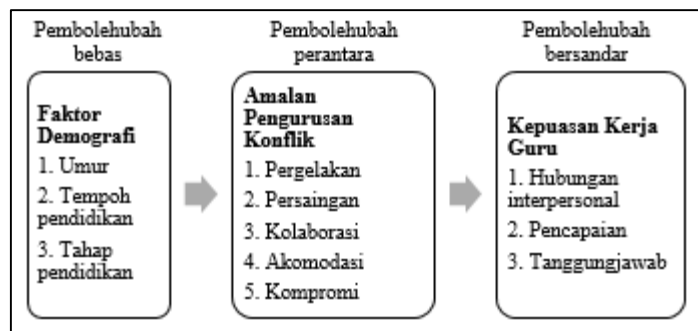 Pembolehubah
bebas
Faktor
Demografi
1. Umur
2. Tempoh
pendidikan
3. Tahap
pendidikan
Pembolehubah
perantara
Amalan
Pengurusan
Konflik
1. Pergelakan
2. Persaingan
3. Kolaborasi
4. Akomodasi
5. Kompromi
Pembolehubah
bersandar
Kepuasan Kerja
Guru
1. Hubungan
interpersonal
2. Pencapaian
3. Tanggungjawab